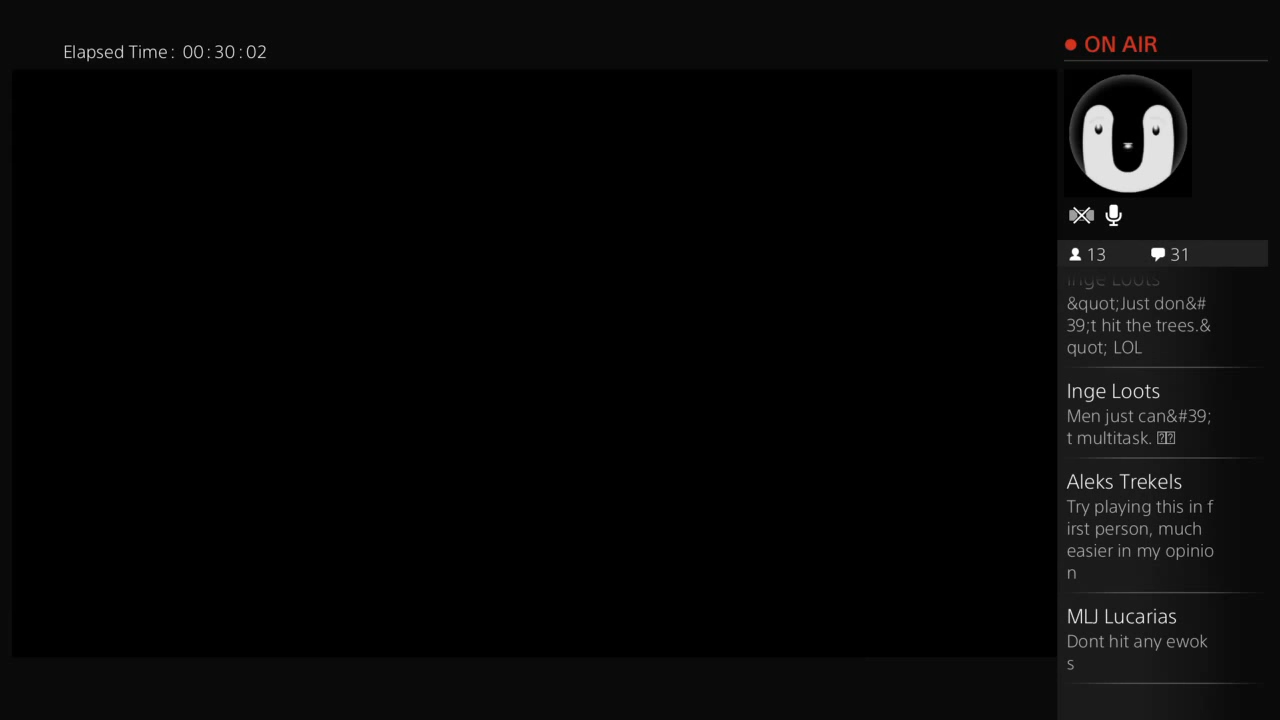 Elapsed Time: 00:30:02
ON AIR
13 31
Inge Loots
&quot;Just don&#
39;t hit the trees.&
quot; LOL
Inge Loots
Men just can&#39;
t multitask.
Aleks Trekels
Try playing this in f
irst person, much
easier in my opinio
n
MLJ Lucarias
Dont hit any ewok
s